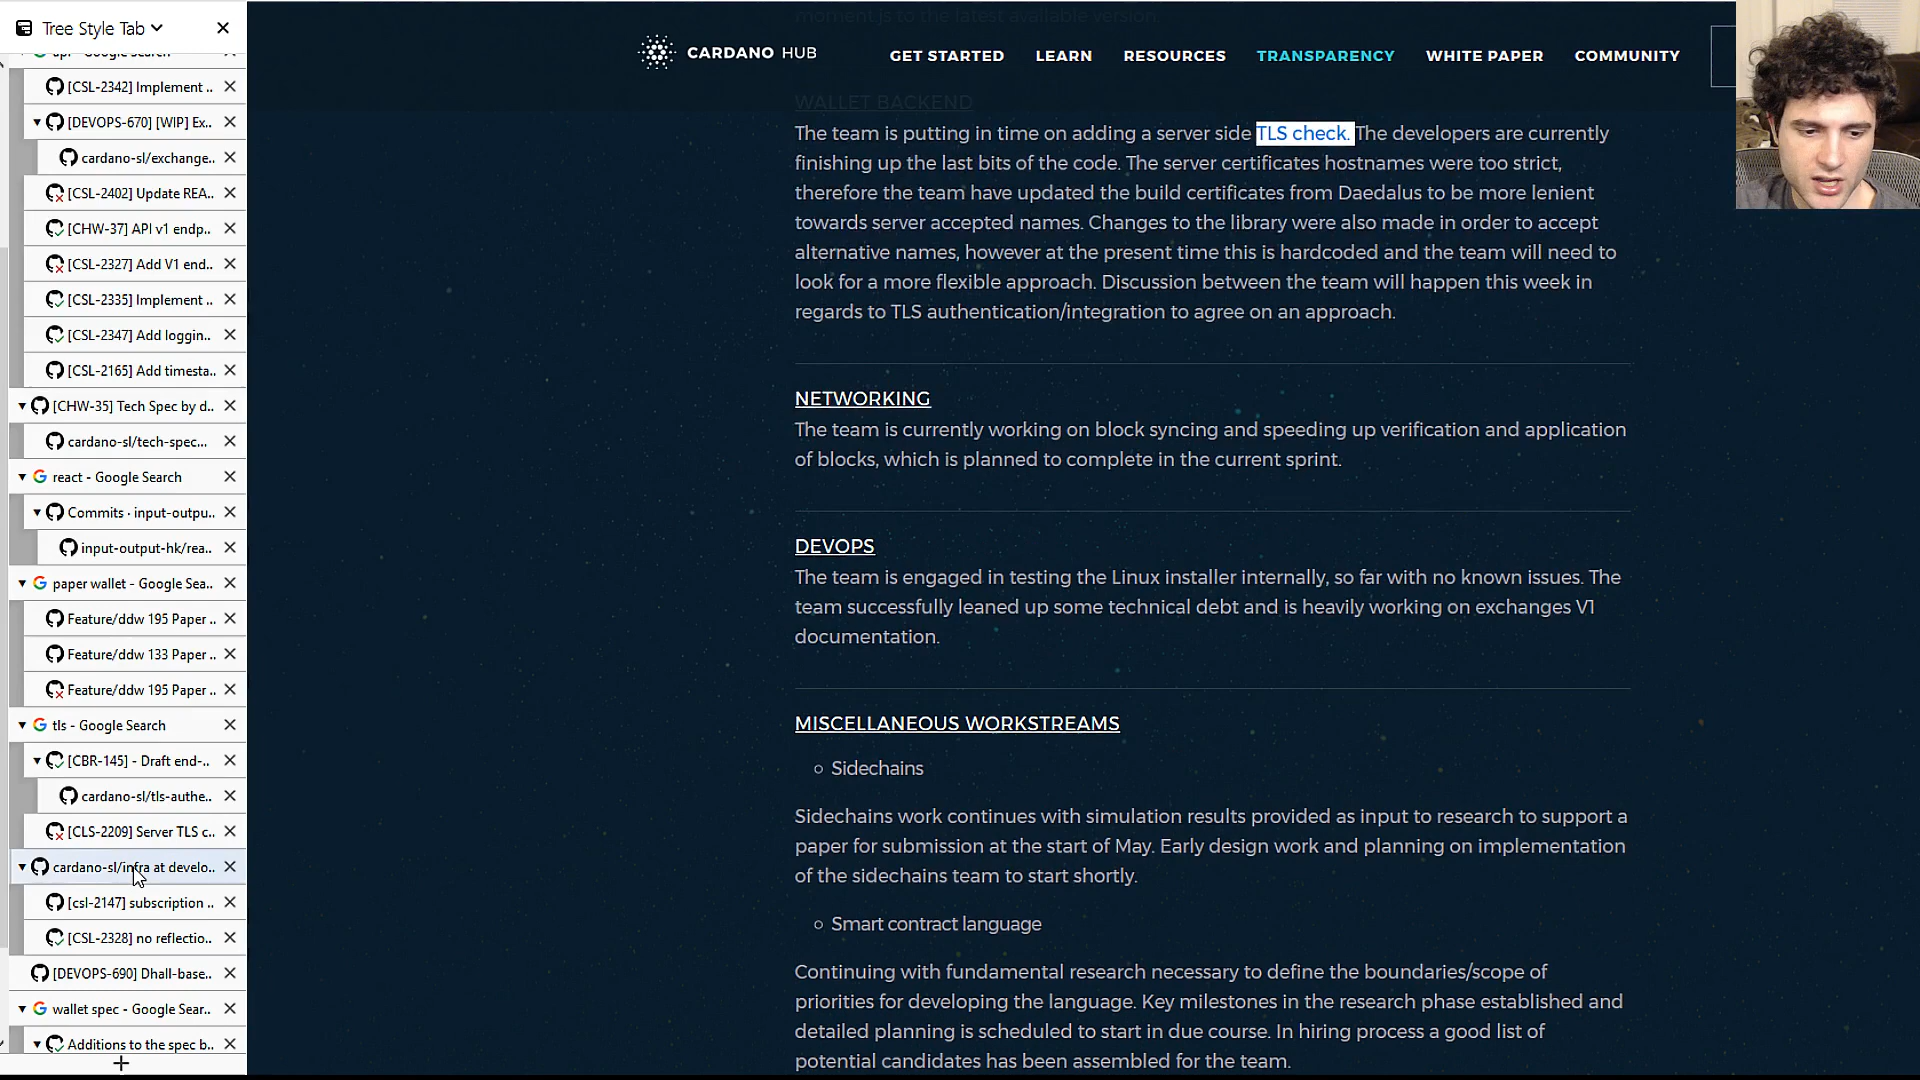 Tree Style Tab
api - Google Search
[CSL-2342] Implement ..
[DEVOPS-670] [WIP] Ex..
cardano-sl/exchange..
[CSL-2402] Update REA..
[CHW-37] API v1 endp..
[CSL-2327] Add V1 end..
[CSL-2335] Implement ..
[CSL-2347] Add loggin..
[CSL-2165] Add timesta..
[CHW-35] Tech Spec by d..
cardano-sl/tech-spec...
react - Google Search
Commits · input-outpu..
input-output-hk/rea..
paper wallet - Google Sea..
Feature/ddw 195 Paper ..
Feature/ddw 133 Paper ..
Feature/ddw 195 Paper ..
tls - Google Search
[CBR-145] - Draft end-..
cardano-sl/tls-authe..
[CLS-2209] Server TLS c..
cardano-sl/infra at develo..
[csl-2147] subscription ..
[CSL-2328] no reflectio..
[DEVOPS-690] Dhall-base..
wallet spec - Google Sear..
Additions to the spec b..
moment.js to the latest available version.
CARDANO HUB
GET STARTED LEARN RESOURCES TRANSPARENCY WHITE PAPER COMMUNITY
WALLET BACKEND
The team is putting in time on adding a server side TLS check. The developers are currently
finishing up the last bits of the code. The server certificates hostnames were too strict,
therefore the team have updated the build certificates from Daedalus to be more lenient
towards server accepted names. Changes to the library were also made in order to accept
alternative names, however at the present time this is hardcoded and the team will need to
look for a more flexible approach. Discussion between the team will happen this week in
regards to TLS authentication/integration to agree on an approach.
NETWORKING
The team is currently working on block syncing and speeding up verification and application
of blocks, which is planned to complete in the current sprint.
DEVOPS
The team is engaged in testing the Linux installer internally, so far with no known issues. The
team successfully leaned up some technical debt and is heavily working on exchanges V1
documentation.
MISCELLANEOUS WORKSTREAMS
Sidechains
Sidechains work continues with simulation results provided as input to research to support a
paper for submission at the start of May. Early design work and planning on implementation
of the sidechains team to start shortly.
Smart contract language
Continuing with fundamental research necessary to define the boundaries/scope of
priorities for developing the language. Key milestones in the research phase established and
detailed planning is scheduled to start in due course. In hiring process a good list of
potential candidates has been assembled for the team.